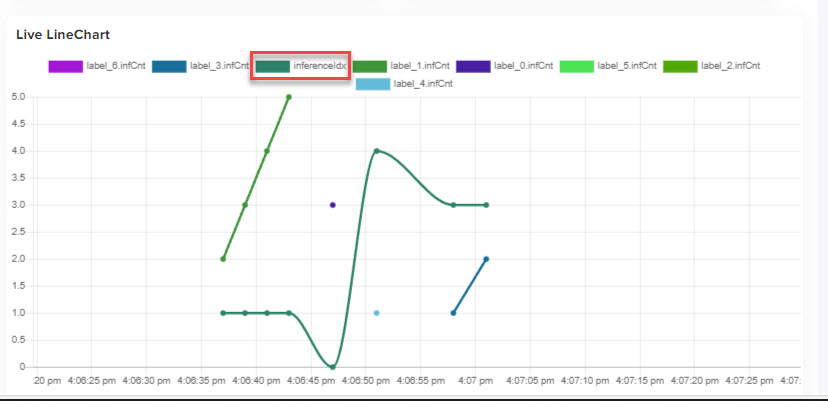 Live LineChart
label_6.infCnt label_3.infCnt inferenceIdx label_1.infCnt label_0.infCnt label_5.infCnt label_2.infCnt
label_4.infCnt
5.0
4.5
4.0
3.5
3.0
2.5
2.0
1.5
1.0
0.5
0
20 pm 4:06:25 pm 4:06:30 pm 4:06:35 pm 4:06:40 pm 4:06:45 pm 4:06:50 pm 4:06:55 pm 4:07 pm 4:07:05 pm 4:07:10 pm 4:07:15 pm 4:07:20 pm 4:07:25 pm 4:07: